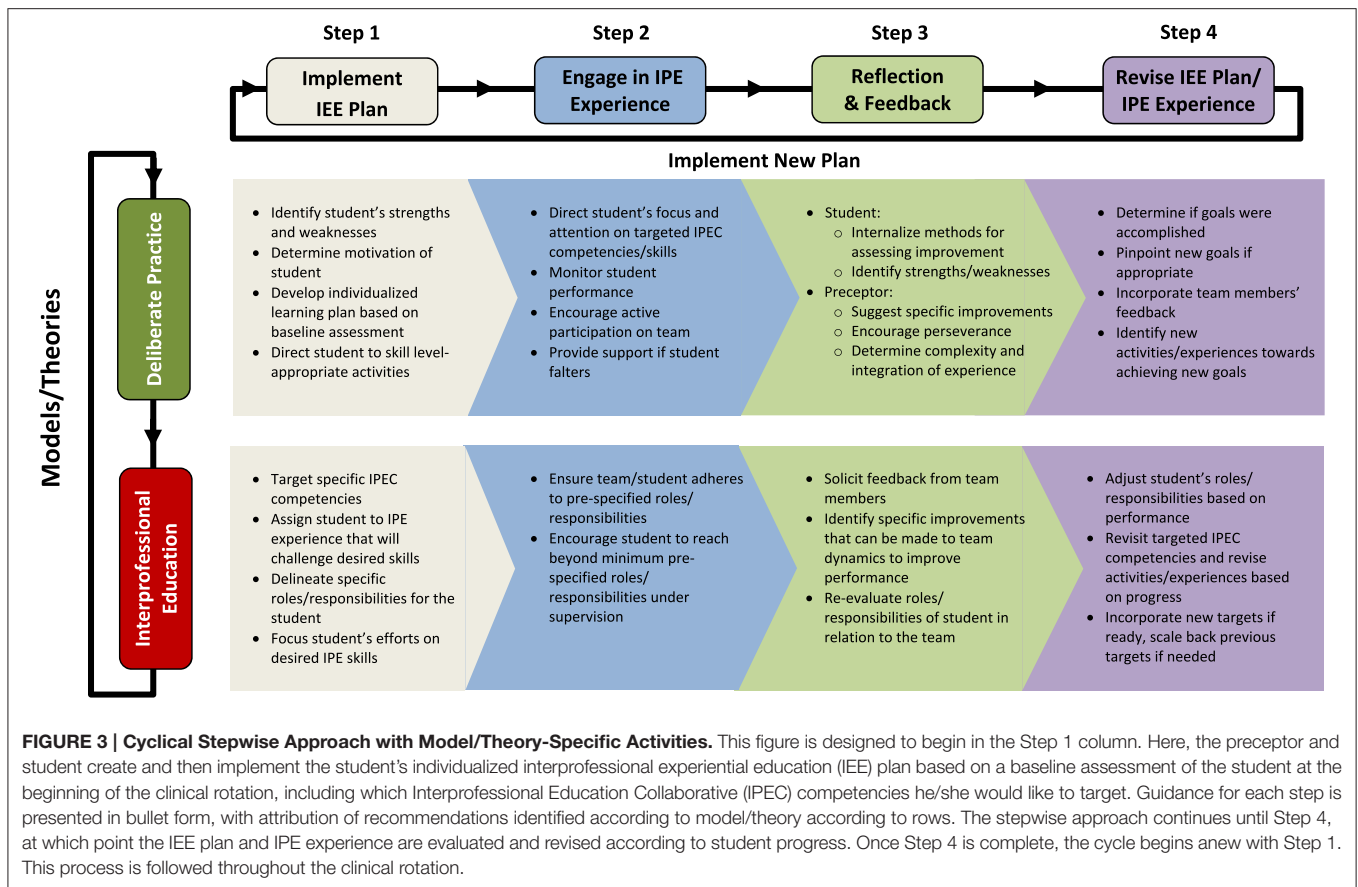 Step 1
Step 2
Step 3
Step 4
Implement
IEE Plan
Engage in IPE
Experience
Reflection
& Feedback
Revise IEE Plan/
IPE Experience
Implement New Plan
Models/Theories
Deliberate Practice
• Identify student's strengths
and weaknesses
• Determine motivation of
student
• Develop individualized
learning plan based on
baseline assessment
• Direct student to skill level-
appropriate activities
• Direct student's focus and
attention on targeted IPEC
competencies/skills
• Monitor student
performance
• Encourage active
participation on team
• Provide support if student
falters
• Student:
o Internalize methods for
assessing improvement
o Identify strengths/weaknesses
• Preceptor:
o Suggest specific improvements
o Encourage perseverance
o Determine complexity and
integration of experience
• Determine if goals were
accomplished
• Pinpoint new goals if
appropriate
• Incorporate team members'
feedback
• Identify new
activities/experiences towards
achieving new goals
Interprofessional
Education
• Target specific IPEC
competencies
• Assign student to IPE
experience that will
challenge desired skills
• Delineate specific
roles/responsibilities for the
student
• Focus student's efforts on
desired IPE skills
• Ensure team/student adheres
to pre-specified roles/
responsibilities
• Encourage student to reach
beyond minimum pre-
specified roles/
responsibilities under
supervision
• Solicit feedback from team
members
• Identify specific improvements
that can be made to team
dynamics to improve
performance
• Re-evaluate roles/
responsibilities of student in
relation to the team
• Adjust student's roles/
responsibilities based on
performance
• Revisit targeted IPEC
competencies and revise
activities/experiences based
on progress
• Incorporate new targets if
ready, scale back previous
targets if needed
FIGURE 3 | Cyclical Stepwise Approach with Model/Theory-Specific Activities. This figure is designed to begin in the Step 1 column. Here, the preceptor and
student create and then implement the student's individualized interprofessional experiential education (IEE) plan based on a baseline assessment of the student at the
beginning of the clinical rotation, including which Interprofessional Education Collaborative (IPEC) competencies he/she would like to target. Guidance for each step is
presented in bullet form, with attribution of recommendations identified according to model/theory according to rows. The stepwise approach continues until Step 4,
at which point the IEE plan and IPE experience are evaluated and revised according to student progress. Once Step 4 is complete, the cycle begins anew with Step 1.
This process is followed throughout the clinical rotation.